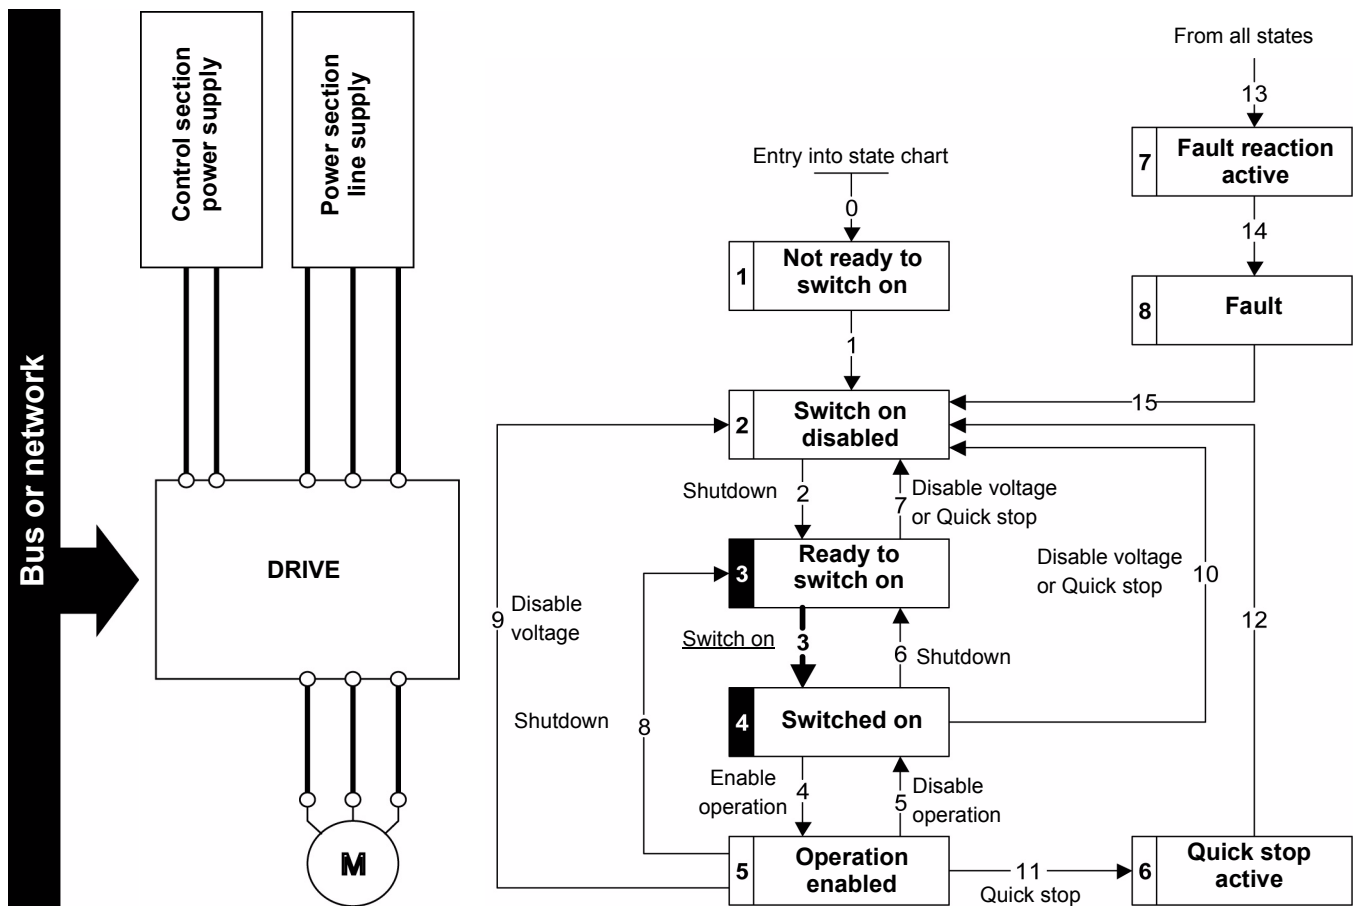 Bus or network
Control section
power supply
Power section
line supply
DRIVE
M
From all states
13
7
Fault reaction
active
14
8
Fault
15
Entry into state chart
0
1
Not ready to
switch on
1
2
Switch on
disabled
Shutdown
2
7
Disable voltage
or Quick stop
3
Ready to
switch on
Disable voltage
or Quick stop
10
12
9
Disable
voltage
Switch on
3
6
Shutdown
Shutdown
8
4
Switched on
Enable
operation
4
5
Disable
operation
5
Operation
enabled
11
Quick stop
6
Quick stop
active